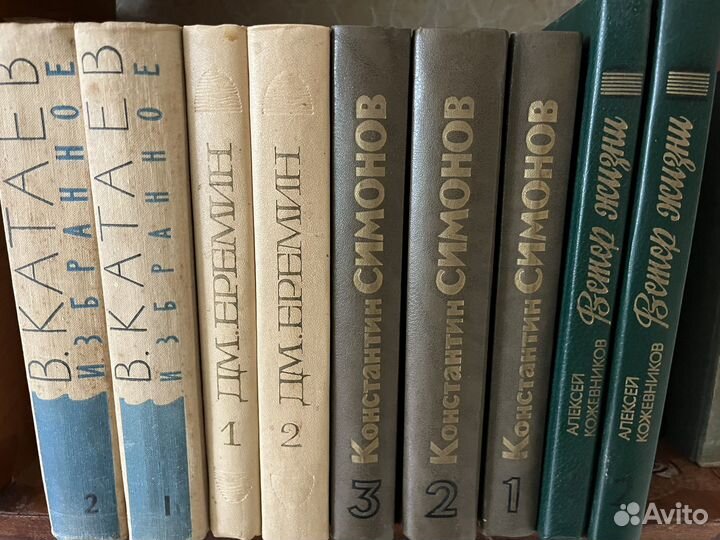 В. КАТАЕВ
ИЗБРАННОЕ
2
В. КАТАЕВ
ИЗБРАННОЕ
1
ДМ. ЕРЕМИН
1
ДМ. ЕРЕМИН
2
Константин СИМОНОВ
3
Константин СИМОНОВ
2
Константин СИМОНОВ
1
АЛЕКСЕЙ
КОЖЕВНИКОВ
Ветер жизни
АЛЕКСЕЙ
КОЖЕВНИКОВ
Ветер жизни
Avito